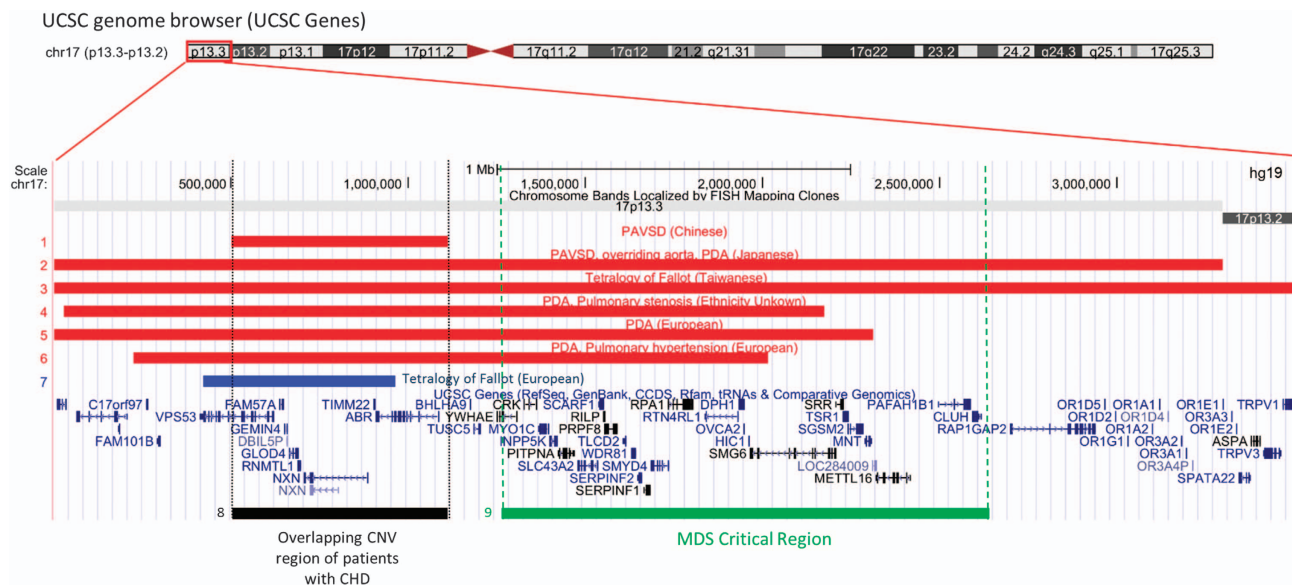 UCSC genome browser (UCSC Genes)
chr17 (p13.3-p13.2) p13.3 p13.2 p13.1 17p12 17p11.2 17q11.2 17q12 21.2 q21.31 17q22 23.2 24.2 q24.3 q25.1 17q25.3
Scale 1 Mb hg19
chr17: 500,000 1,000,000 1,500,000 2,000,000 2,500,000 3,000,000
Chromosome Bands Localized by FISH Mapping Clones
17p13.3
17p13.2
PAVSD (Chinese)
1
PAVSD, overriding aorta, PDA (Japanese)
2
Tetralogy of Fallot (Taiwanese)
3
PDA, Pulmonary stenosis (Ethnicity Unkown)
4
PDA (European)
5
PDA, Pulmonary hypertension (European)
6
7 Tetralogy of Fallot (European)
UCSC Genes (RefSeq, GenBank, CCDS, Rfam, tRNAs & Comparative Genomics)
C17orf97 FAM57A TIMM22 BHLHA9 CRK SCARF1 RPA1 DPH1 SRR PAFAH1B1 OR1D5 OR1A1 OR1E1 TRPV1
VPS53 ABR YWHAE RILP RTN4RL1 TSR1 CLUH OR1D2 OR1D4 OR3A3
FAM101B GEMIN4 TUSC5 MYO1C PRPF8 OVCA2 SGSM2 RAP1GAP2 OR1A2 OR1E2
DBIL5P NPP5K TLCD2 HIC1 MNT OR1G1 OR3A2 ASPA
GLOD4 PITPNA WDR81 SMG6 OR3A1 TRPV3
RNMTL1 SLC43A2 SMYD4 LOC284009 OR3A4P
NXN SERPINF2 METTL16 SPATA22
NXN SERPINF1
8 9
Overlapping CNV
region of patients
with CHD
MDS Critical Region